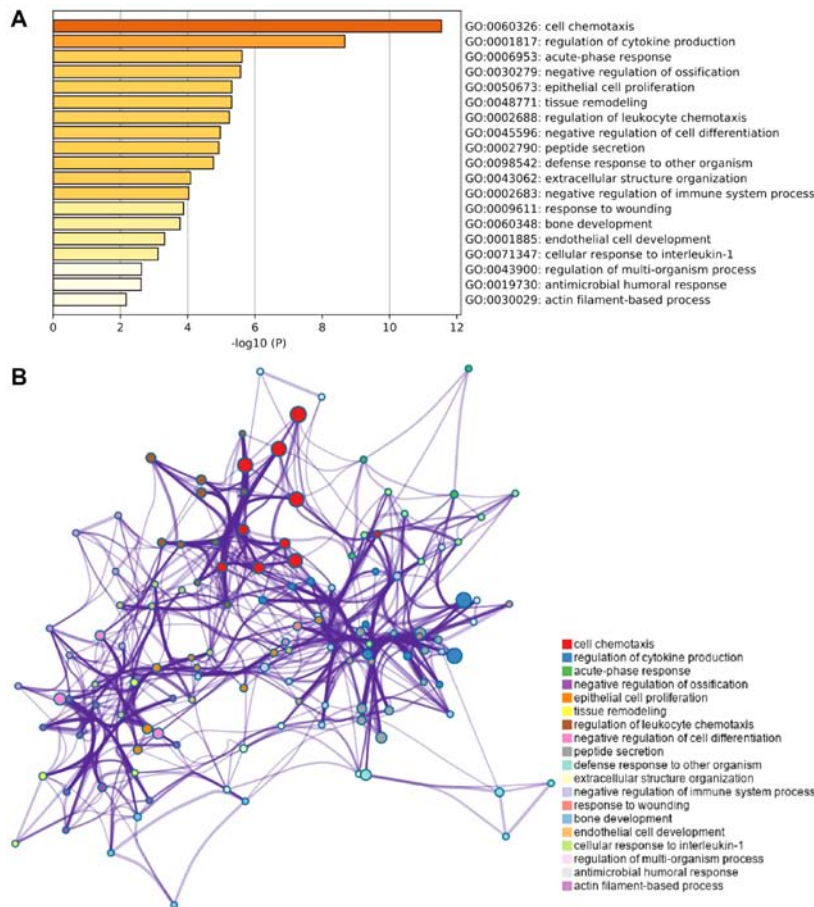 A
GO:0060326: cell chemotaxis
GO:0001817: regulation of cytokine production
GO:0006953: acute-phase response
GO:0030279: negative regulation of ossification
GO:0050673: epithelial cell proliferation
GO:0048771: tissue remodeling
GO:0002688: regulation of leukocyte chemotaxis
GO:0045596: negative regulation of cell differentiation
GO:0002790: peptide secretion
GO:0098542: defense response to other organism
GO:0043062: extracellular structure organization
GO:0002683: negative regulation of immune system process
GO:0009611: response to wounding
GO:0060348: bone development
GO:0001885: endothelial cell development
GO:0071347: cellular response to interleukin-1
GO:0043900: regulation of multi-organism process
GO:0019730: antimicrobial humoral response
GO:0030029: actin filament-based process
0 2 4 6 8 10 12
-log10 (P)
B
cell chemotaxis
regulation of cytokine production
acute-phase response
negative regulation of ossification
epithelial cell proliferation
tissue remodeling
regulation of leukocyte chemotaxis
negative regulation of cell differentiation
peptide secretion
defense response to other organism
extracellular structure organization
negative regulation of immune system process
response to wounding
bone development
endothelial cell development
cellular response to interleukin-1
regulation of multi-organism process
antimicrobial humoral response
actin filament-based process